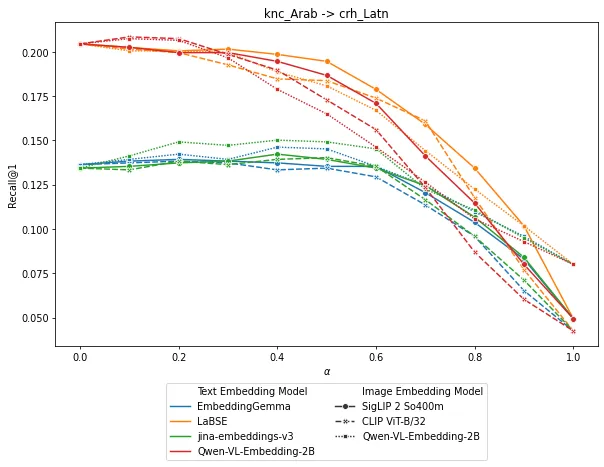 knc_Arab -> crh_Latn
Recall@1
0.200
0.175
0.150
0.125
0.100
0.075
0.050
0.0 0.2 0.4 0.6 0.8 1.0
α
Text Embedding Model Image Embedding Model
EmbeddingGemma SigLIP 2 So400m
LaBSE CLIP ViT-B/32
jina-embeddings-v3 Qwen-VL-Embedding-2B
Qwen-VL-Embedding-2B